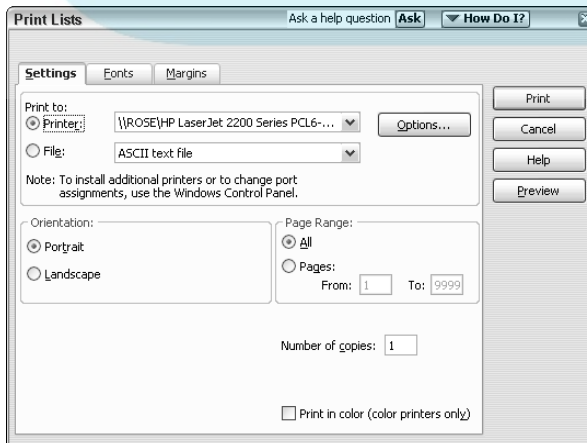 Print Lists Ask a help question Ask How Do I?
Settings Fonts Margins
Print to:
Printer: \\ROSE\HP LaserJet 2200 Series PCL6-... Options...
File: ASCII text file
Note: To install additional printers or to change port
assignments, use the Windows Control Panel.
Orientation:
Portrait
Landscape
Page Range:
All
Pages:
From: 1 To: 9999
Number of copies: 1
Print in color (color printers only)
Print
Cancel
Help
Preview